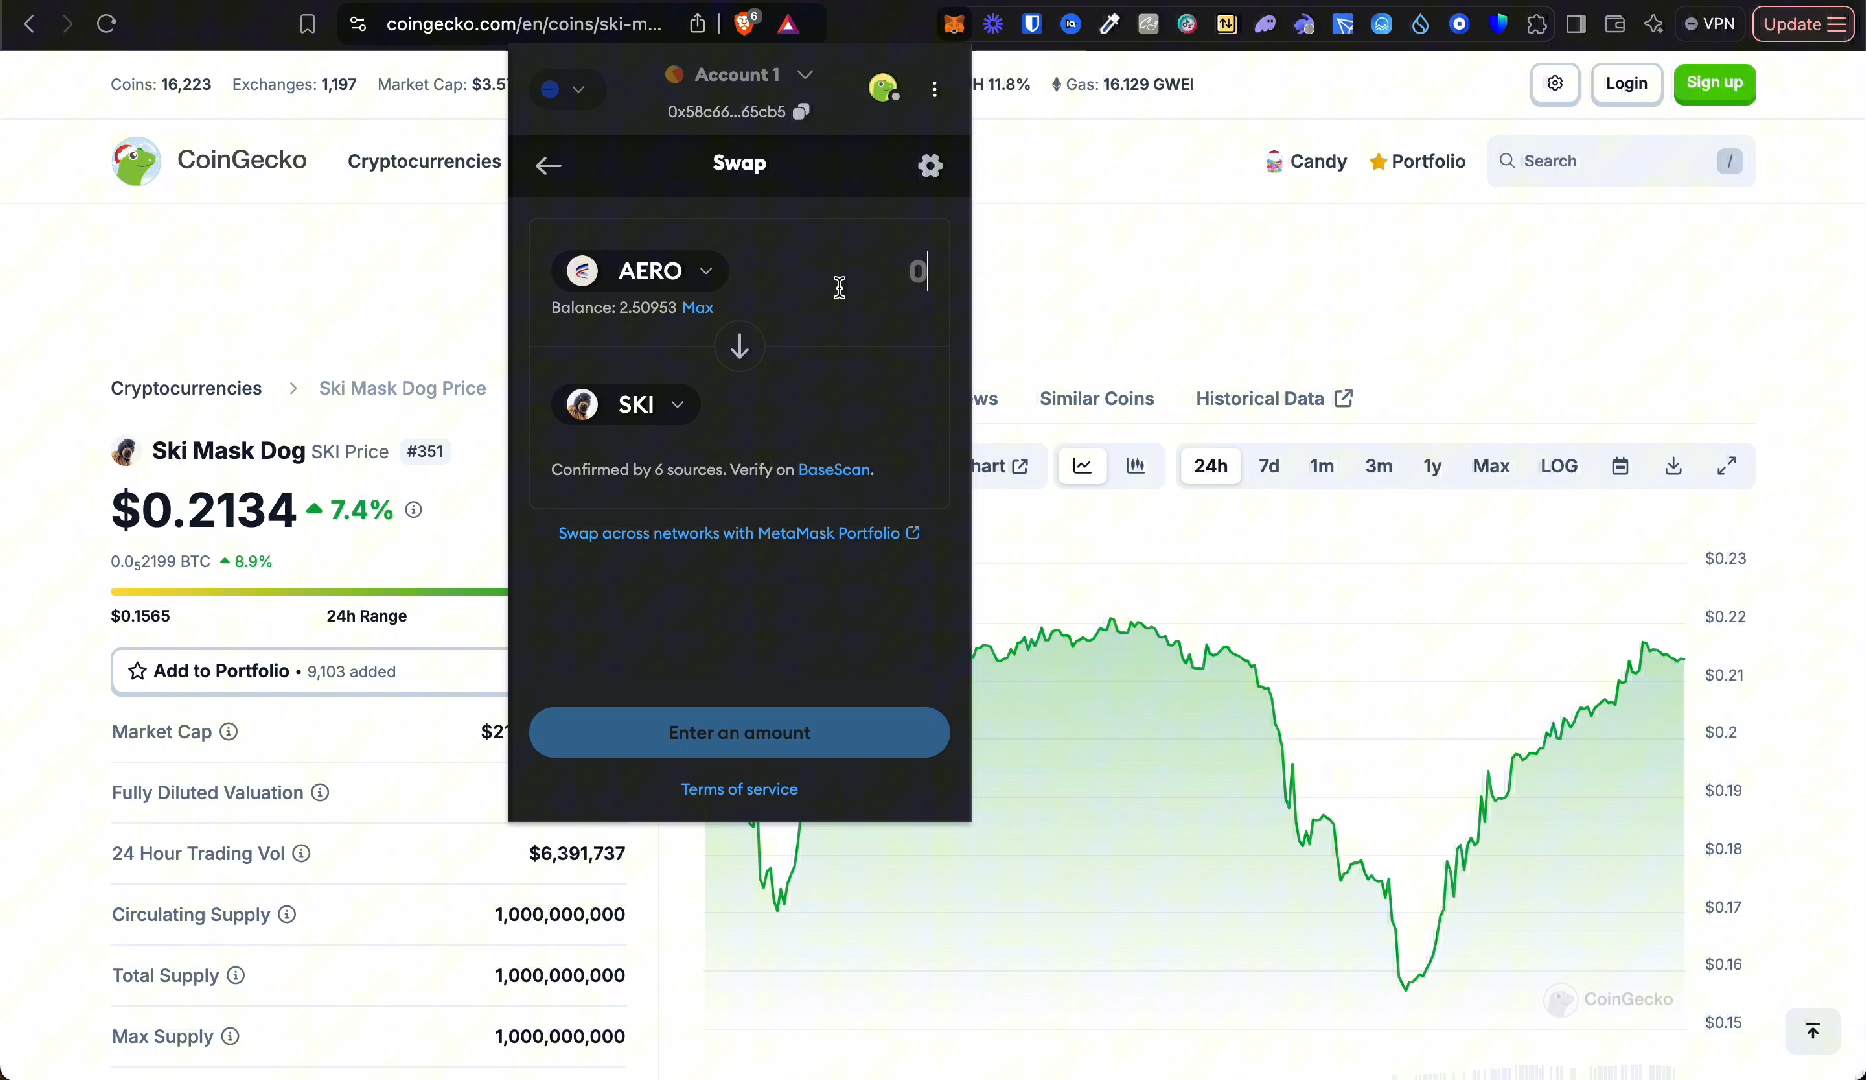 coingecko.com/en/coins/ski-m...
6
VPN
Update
Coins: 16,223 Exchanges: 1,197 Market Cap: $3.5
H 11.8% Gas: 16.129 GWEI
Login
Sign up
CoinGecko
Cryptocurrencies
Candy
Portfolio
Search
/
Account 1
0x58c66...65cb5
Swap
AERO
0
Balance: 2.50953 Max
SKI
Confirmed by 6 sources. Verify on BaseScan.
Swap across networks with MetaMask Portfolio
Enter an amount
Terms of service
Cryptocurrencies > Ski Mask Dog Price
ws
Similar Coins
Historical Data
Ski Mask Dog SKI Price #351
$0.2134 7.4%
0.0₅2199 BTC 8.9%
$0.1565 24h Range
Add to Portfolio • 9,103 added
Market Cap $21
Fully Diluted Valuation
24 Hour Trading Vol $6,391,737
Circulating Supply 1,000,000,000
Total Supply 1,000,000,000
Max Supply 1,000,000,000
hart
24h 7d 1m 3m 1y Max LOG
$0.23
$0.22
$0.21
$0.2
$0.19
$0.18
$0.17
$0.16
$0.15
CoinGecko